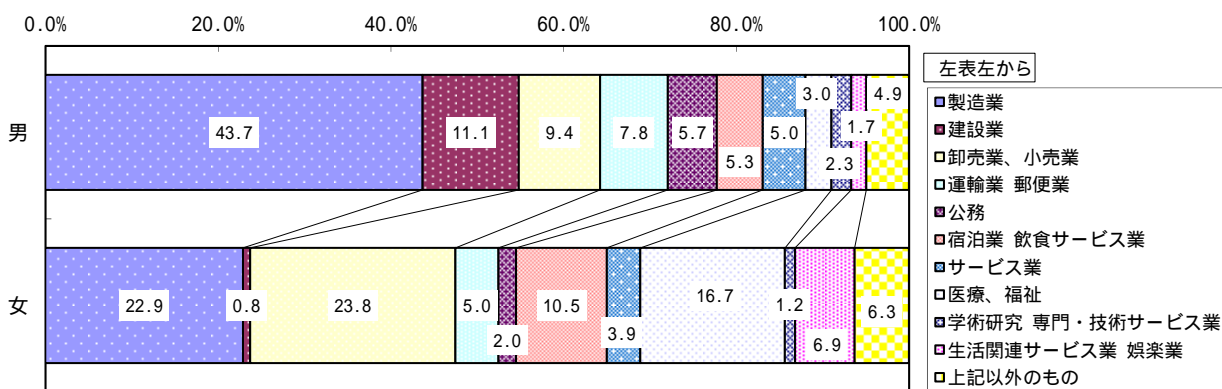 0.0% 20.0% 40.0% 60.0% 80.0% 100.0%
左表左から
製造業
建設業
卸売業、小売業
運輸業 郵便業
公務
宿泊業 飲食サービス業
サービス業
医療、福祉
学術研究 専門・技術サービス業
生活関連サービス業 娯楽業
上記以外のもの
男
43.7 11.1 9.4 7.8 5.7 5.3 5.0 3.0 2.3 1.7 4.9
女
22.9 0.8 23.8 5.0 2.0 10.5 3.9 16.7 1.2 6.9 6.3